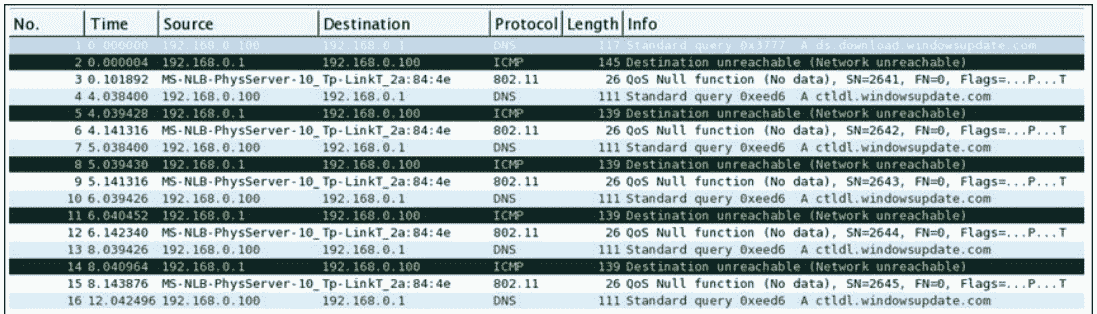 No. Time Source Destination Protocol Length Info
1 0.000000 192.168.0.100 192.168.0.1 DNS 117 Standard query 0x3777 A ds.download.windowsupdate.com
2 0.000004 192.168.0.1 192.168.0.100 ICMP 145 Destination unreachable (Network unreachable)
3 0.101892 MS-NLB-PhysServer-10_ Tp-LinkT_2a:84:4e 802.11 26 QoS Null function (No data), SN=2641, FN=0, Flags=...P...T
4 4.038400 192.168.0.100 192.168.0.1 DNS 111 Standard query 0xeed6 A ctldl.windowsupdate.com
5 4.039428 192.168.0.1 192.168.0.100 ICMP 139 Destination unreachable (Network unreachable)
6 4.141316 MS-NLB-PhysServer-10_ Tp-LinkT_2a:84:4e 802.11 26 QoS Null function (No data), SN=2642, FN=0, Flags=...P...T
7 5.038400 192.168.0.100 192.168.0.1 DNS 111 Standard query 0xeed6 A ctldl.windowsupdate.com
8 5.039430 192.168.0.1 192.168.0.100 ICMP 139 Destination unreachable (Network unreachable)
9 5.141316 MS-NLB-PhysServer-10_ Tp-LinkT_2a:84:4e 802.11 26 QoS Null function (No data), SN=2643, FN=0, Flags=...P...T
10 6.039426 192.168.0.100 192.168.0.1 DNS 111 Standard query 0xeed6 A ctldl.windowsupdate.com
11 6.040452 192.168.0.1 192.168.0.100 ICMP 139 Destination unreachable (Network unreachable)
12 6.142340 MS-NLB-PhysServer-10_ Tp-LinkT_2a:84:4e 802.11 26 QoS Null function (No data), SN=2644, FN=0, Flags=...P...T
13 8.039426 192.168.0.100 192.168.0.1 DNS 111 Standard query 0xeed6 A ctldl.windowsupdate.com
14 8.040964 192.168.0.1 192.168.0.100 ICMP 139 Destination unreachable (Network unreachable)
15 8.143876 MS-NLB-PhysServer-10_ Tp-LinkT_2a:84:4e 802.11 26 QoS Null function (No data), SN=2645, FN=0, Flags=...P...T
16 12.042496 192.168.0.100 192.168.0.1 DNS 111 Standard query 0xeed6 A ctldl.windowsupdate.com